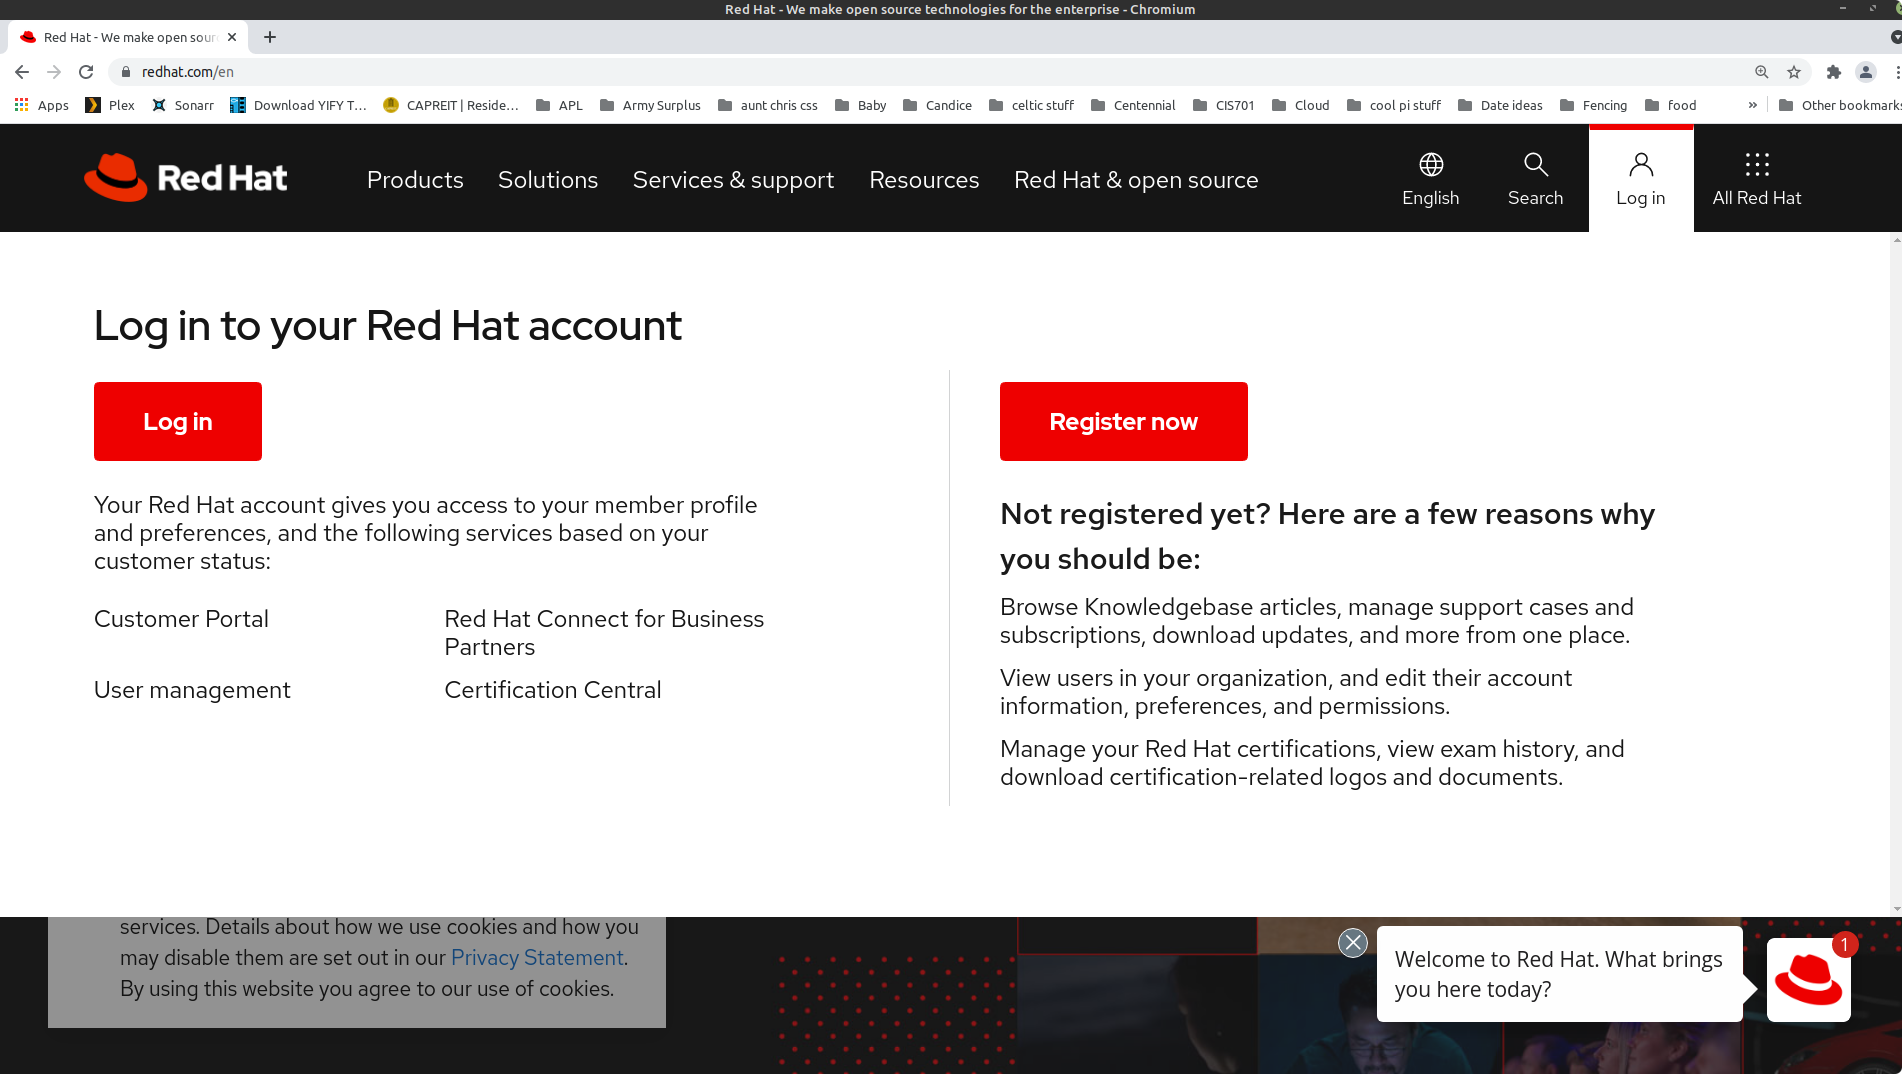 Red Hat - We make open source technologies for the enterprise - Chromium
Red Hat - We make open sour
redhat.com/en
Apps Plex Sonarr Download YIFY T... CAPREIT | Reside... APL Army Surplus aunt chris css Baby Candice celtic stuff Centennial CIS701 Cloud cool pi stuff Date ideas Fencing food » Other bookmarks
Red Hat Products Solutions Services & support Resources Red Hat & open source English Search Log in All Red Hat
Log in to your Red Hat account
Log in
Your Red Hat account gives you access to your member profile
and preferences, and the following services based on your
customer status:
Customer Portal
Red Hat Connect for Business
Partners
User management
Certification Central
Register now
Not registered yet? Here are a few reasons why
you should be:
Browse Knowledgebase articles, manage support cases and
subscriptions, download updates, and more from one place.
View users in your organization, and edit their account
information, preferences, and permissions.
Manage your Red Hat certifications, view exam history, and
download certification-related logos and documents.
services. Details about how we use cookies and how you
may disable them are set out in our Privacy Statement.
By using this website you agree to our use of cookies.
Welcome to Red Hat. What brings
you here today?
1